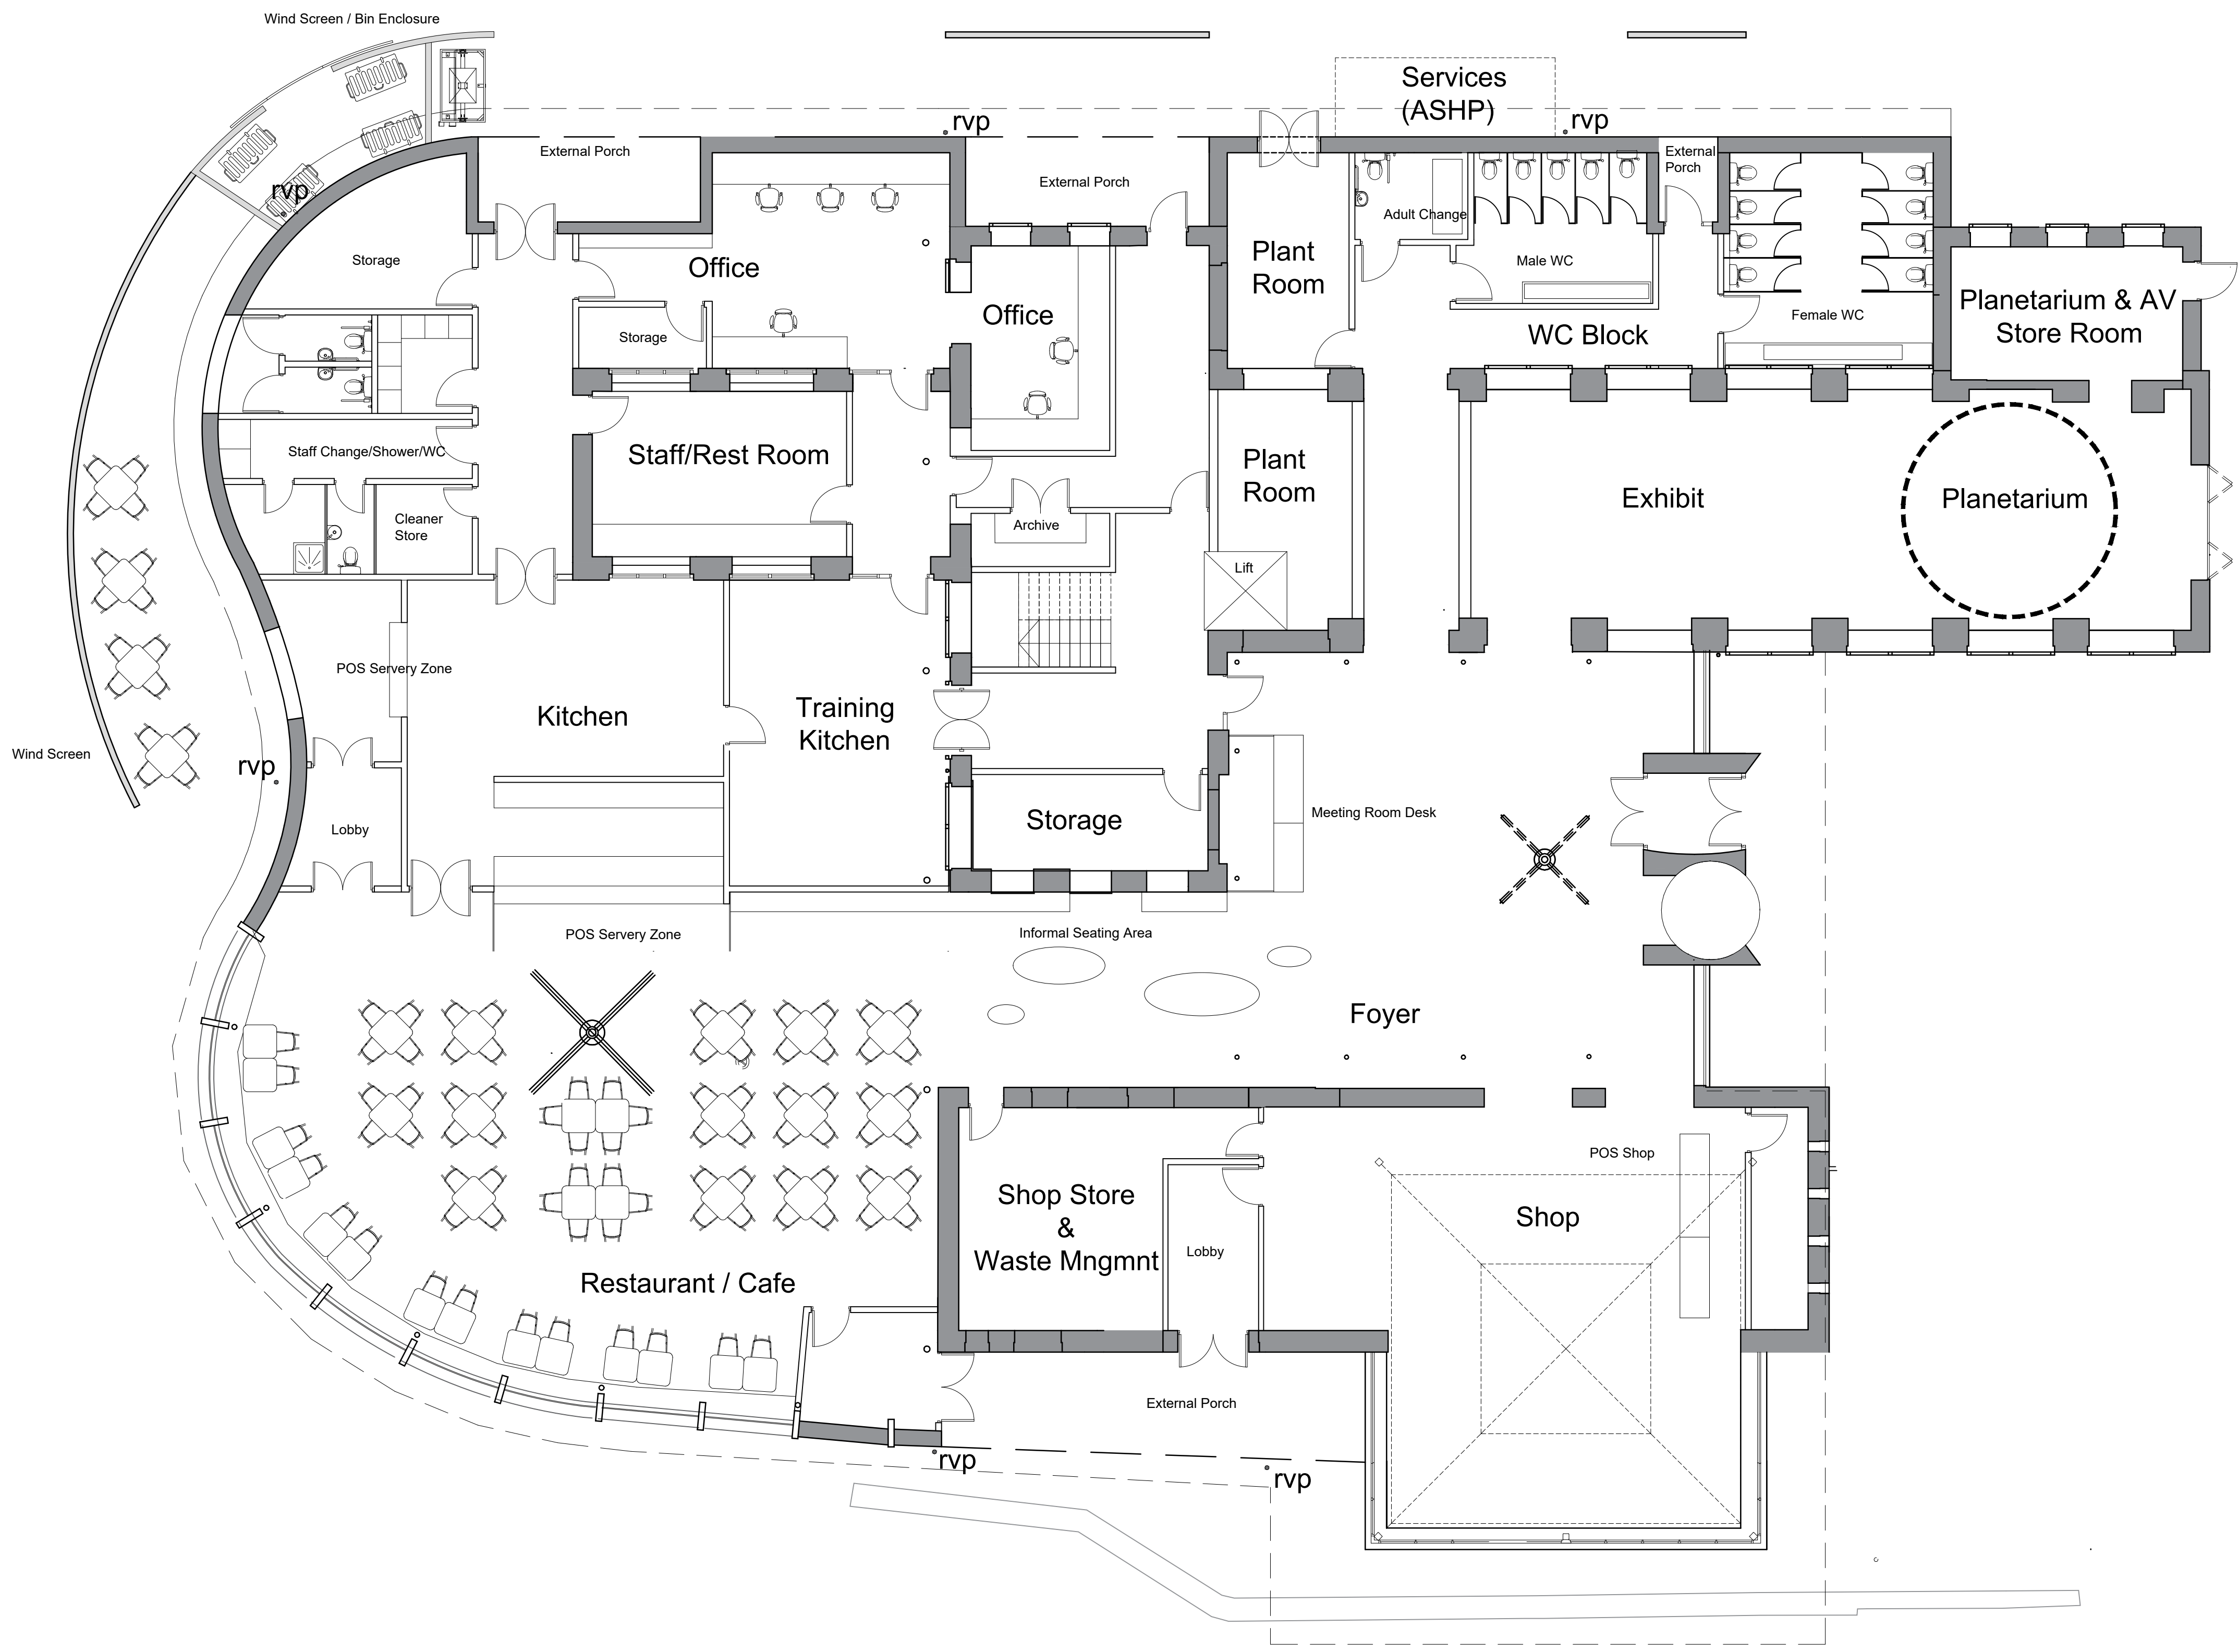 Wind Screen / Bin Enclosure
Services
(ASHP)
rvp
rvp
External Porch
External
Porch
External Porch
rvp
Adult Change
Storage
Office
Plant
Room
Male WC
Planetarium & AV
Store Room
Office
Female WC
Storage
WC Block
Staff Change/Shower/WC
Staff/Rest Room
Plant
Room
Exhibit
Planetarium
Cleaner
Store
Archive
Lift
POS Servery Zone
Kitchen
Training
Kitchen
Wind Screen
rvp
Lobby
Storage
Meeting Room Desk
POS Servery Zone
Informal Seating Area
Foyer
POS Shop
Shop Store
&
Waste Mngmnt
Shop
Lobby
Restaurant / Cafe
External Porch
rvp
rvp